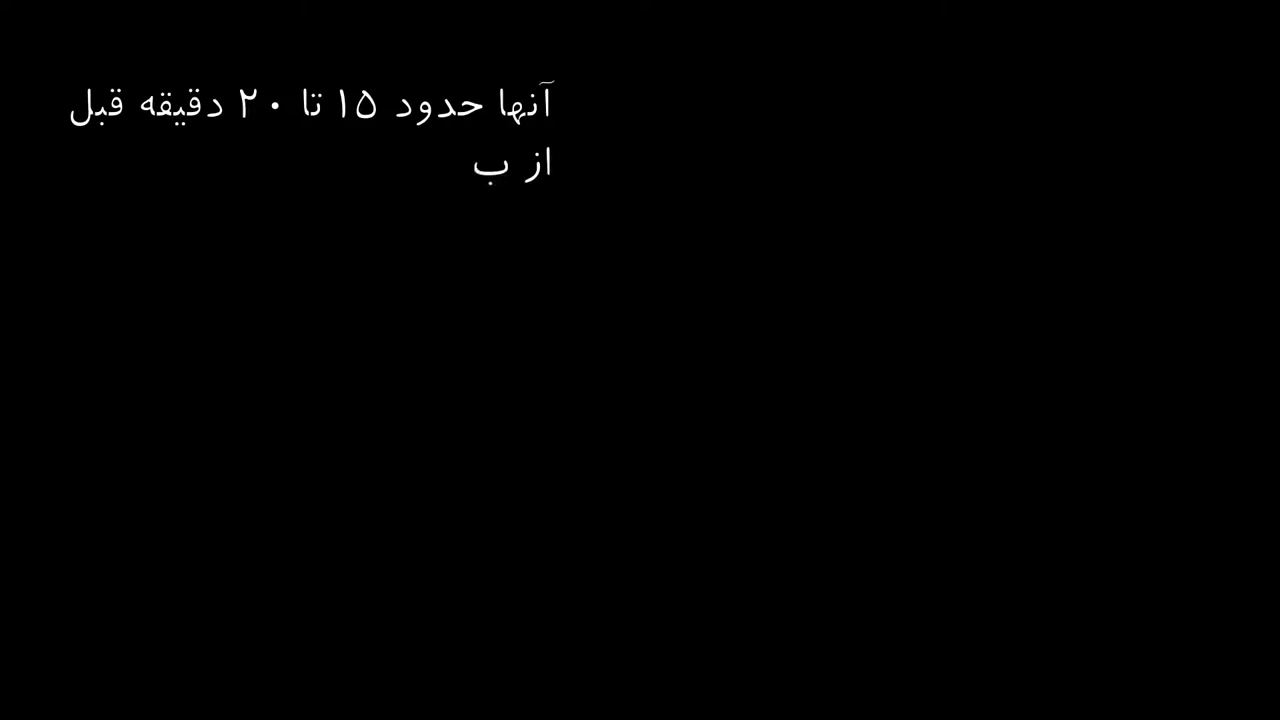 آنها حدود ۱۵ تا ۲۰ دقیقه قبل
از ب